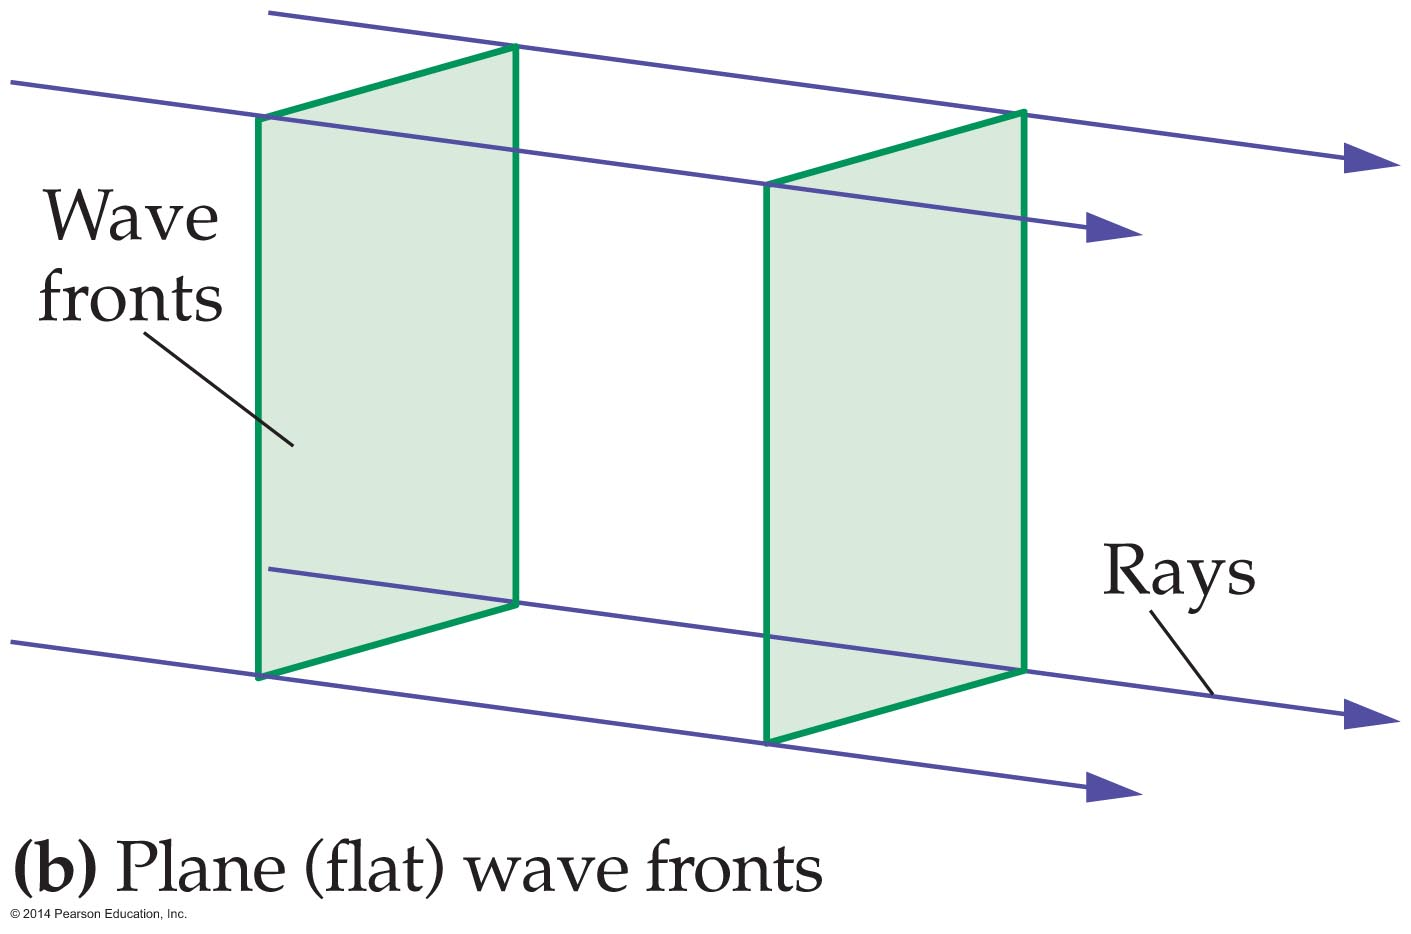 Wave
fronts
Rays
(b) Plane (flat) wave fronts
© 2014 Pearson Education, Inc.